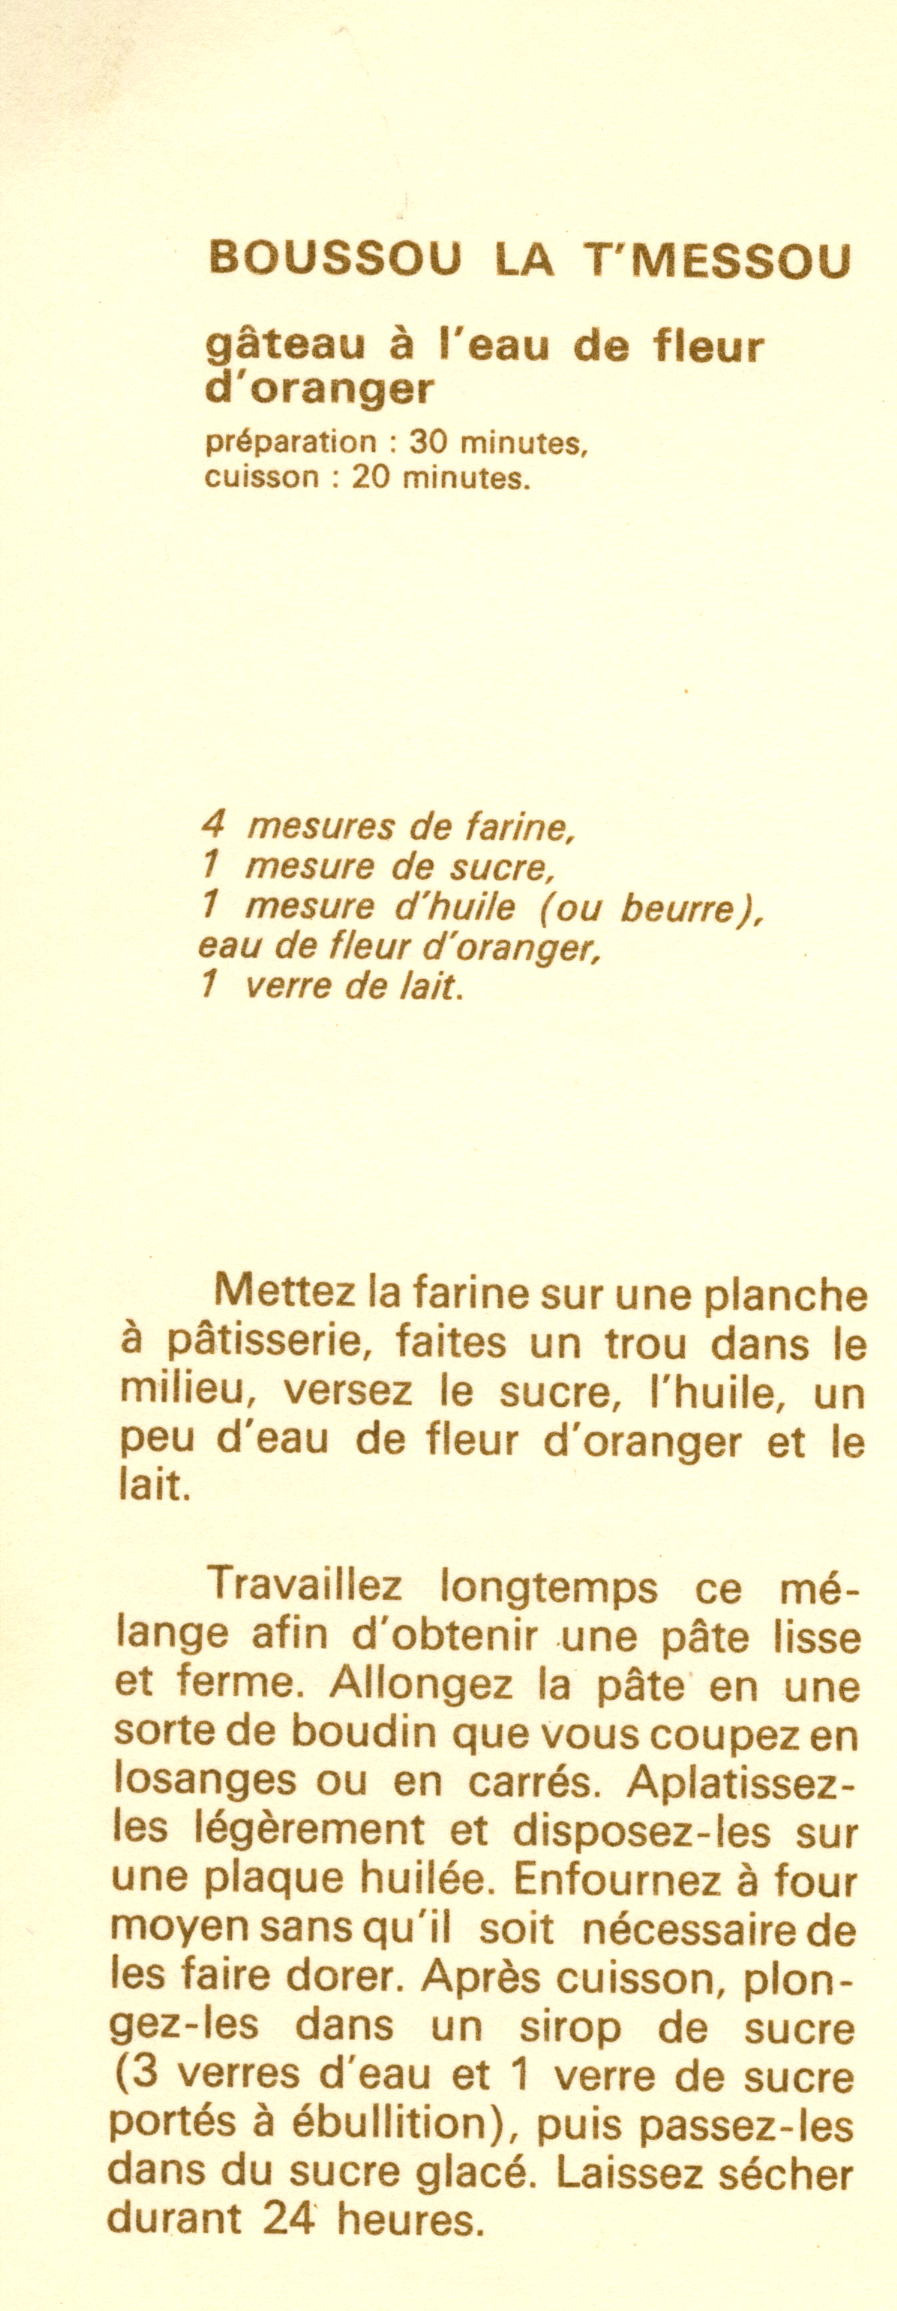 BOUSSOU LA T'MESSOU
gâteau à l'eau de fleur
d'oranger
préparation : 30 minutes,
cuisson : 20 minutes.
4 mesures de farine,
1 mesure de sucre,
1 mesure d'huile (ou beurre),
eau de fleur d'oranger,
1 verre de lait.
Mettez la farine sur une planche
à pâtisserie, faites un trou dans le
milieu, versez le sucre, l'huile, un
peu d'eau de fleur d'oranger et le
lait.
Travaillez longtemps ce mé-
lange afin d'obtenir une pâte lisse
et ferme. Allongez la pâte en une
sorte de boudin que vous coupez en
losanges ou en carrés. Aplatissez-
les légèrement et disposez-les sur
une plaque huilée. Enfournez à four
moyen sans qu'il soit nécessaire de
les faire dorer. Après cuisson, plon-
gez-les dans un sirop de sucre
(3 verres d'eau et 1 verre de sucre
portés à ébullition), puis passez-les
dans du sucre glacé. Laissez sécher
durant 24 heures.